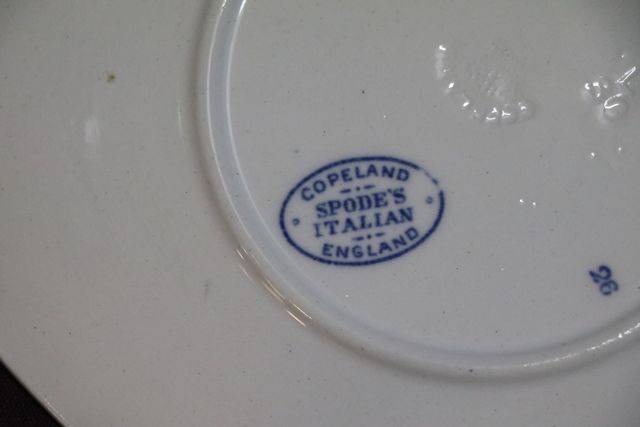 COPELAND
SPODE'S
ITALIAN
ENGLAND
26